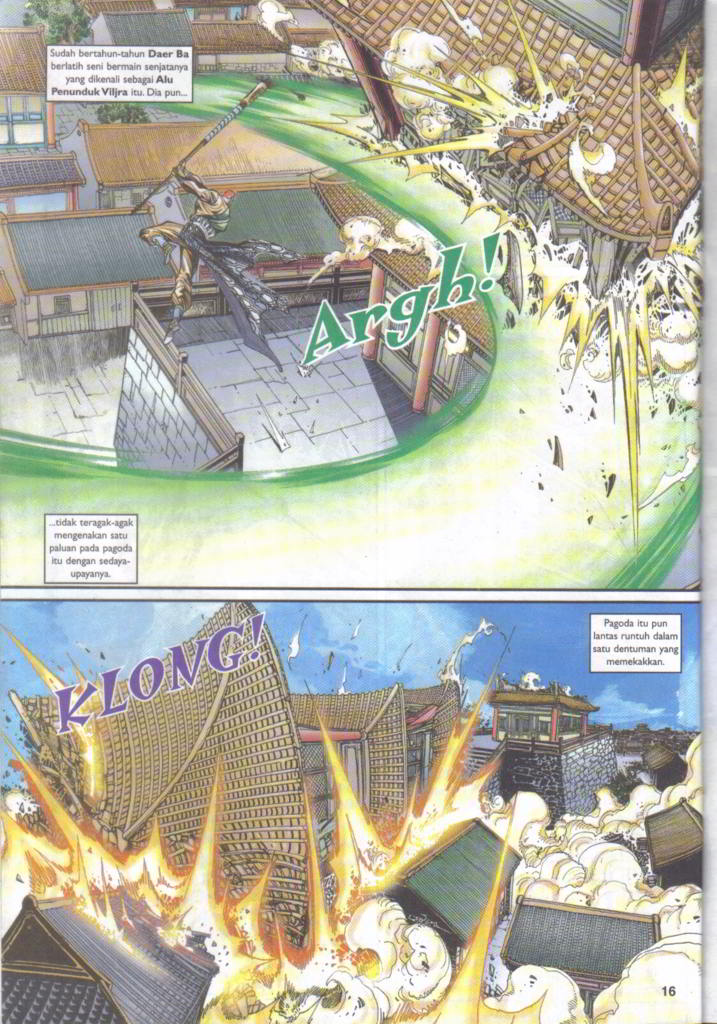 Sudah bertahun-tahun Daer Ba
berlatih seni bermain senjatanya
yang dikenali sebagai Alu
Penunduk Viljra itu. Dia pun...
Argh!
...tidak teragak-agak
mengenakan satu
paluan pada pagoda
itu dengan sedaya-
upayanya.
KLONG!
Pagoda itu pun
lantas runtuh dalam
satu dentuman yang
memekakkan.
16